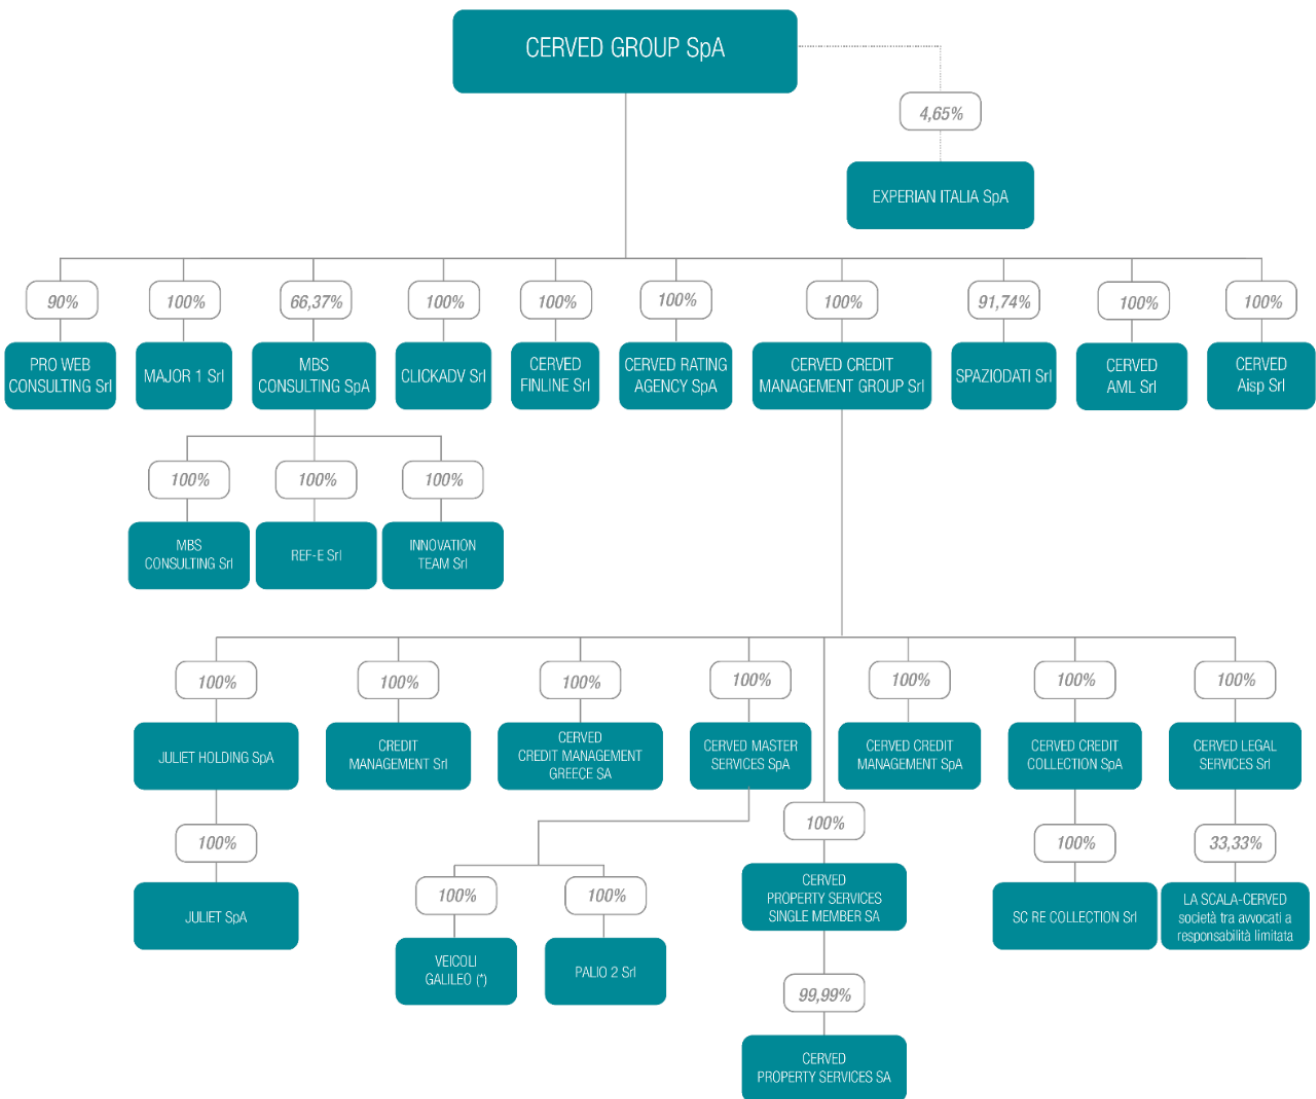 CERVED GROUP SpA
4,65%
EXPERIAN ITALIA SpA
90%
100%
66,37%
100%
100%
100%
100%
91,74%
100%
100%
PRO WEB
CONSULTING Srl
MAJOR 1 Srl
MBS
CONSULTING SpA
CLICKADV Srl
CERVED
FINLINE Srl
CERVED RATING
AGENCY SpA
CERVED CREDIT
MANAGEMENT GROUP Srl
SPAZIODATI Srl
CERVED
AML Srl
CERVED
Aisp Srl
100%
100%
100%
MBS
CONSULTING Srl
REF-E Srl
INNOVATION
TEAM Srl
100%
100%
100%
100%
100%
100%
100%
JULIET HOLDING SpA
CREDIT
MANAGEMENT Srl
CERVED
CREDIT MANAGEMENT
GREECE SA
CERVED MASTER
SERVICES SpA
CERVED CREDIT
MANAGEMENT SpA
CERVED CREDIT
COLLECTION SpA
CERVED LEGAL
SERVICES Srl
100%
100%
100%
33,33%
JULIET SpA
100%
100%
CERVED
PROPERTY SERVICES
SINGLE MEMBER SA
SC RE COLLECTION Srl
LA SCALA-CERVED
società tra avvocati a
responsabilità limitata
VEICOLI
GALILEO (*)
PALIO 2 Srl
99,99%
CERVED
PROPERTY SERVICES SA